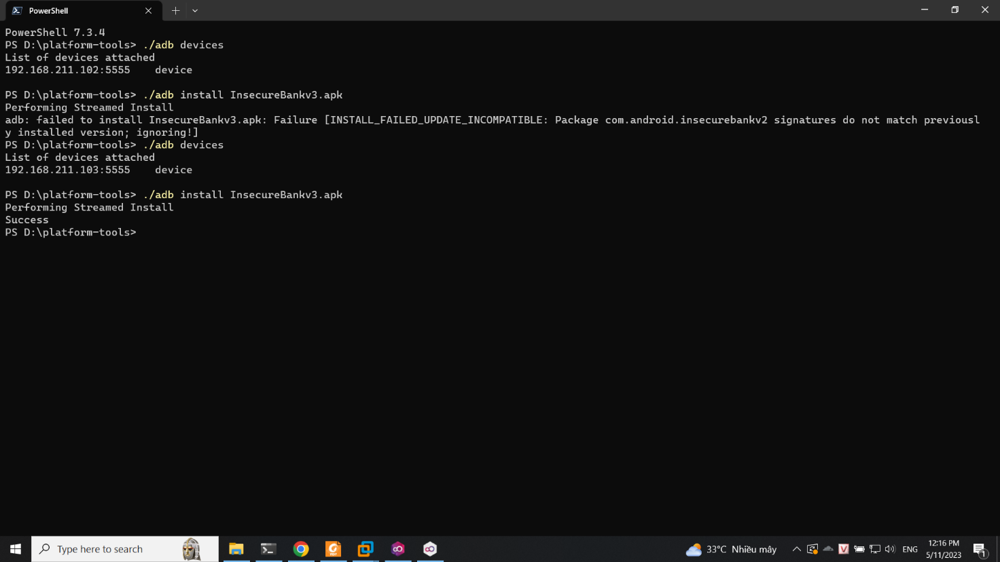 PowerShell
PowerShell 7.3.4
PS D:\platform-tools> ./adb devices
List of devices attached
192.168.211.102:5555    device
PS D:\platform-tools> ./adb install InsecureBankv3.apk
Performing Streamed Install
adb: failed to install InsecureBankv3.apk: Failure [INSTALL_FAILED_UPDATE_INCOMPATIBLE: Package com.android.insecurebankv2 signatures do not match previousl
y installed version; ignoring!]
PS D:\platform-tools> ./adb devices
List of devices attached
192.168.211.103:5555    device
PS D:\platform-tools> ./adb install InsecureBankv3.apk
Performing Streamed Install
Success
PS D:\platform-tools>
Type here to search
33°C Nhiều mây
V
ENG
12:16 PM
5/11/2023
1